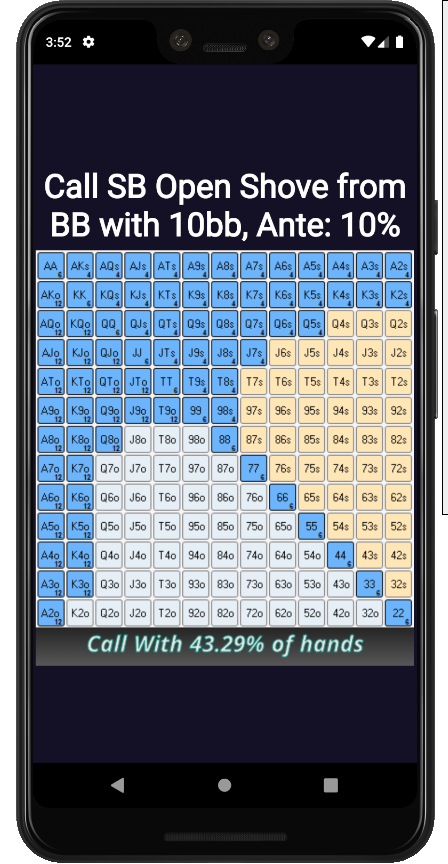 3:52
Call SB Open Shove from
BB with 10bb, Ante: 10%
AA 6 AKs 4 AQs 4 AJs 4 ATs 4 A9s 4 A8s 4 A7s 4 A6s 4 A5s 4 A4s 4 A3s 4 A2s 4
AKo 12 KK 6 KQs 4 KJs 4 KTs 4 K9s 4 K8s 4 K7s 4 K6s 4 K5s 4 K4s 4 K3s 4 K2s 4
AQo 12 KQo 12 QQ 6 QJs 4 QTs 4 Q9s 4 Q8s 4 Q7s 4 Q6s 4 Q5s 4 Q4s Q3s Q2s
AJo 12 KJo 12 QJo 12 JJ 6 JTs 4 J9s 4 J8s 4 J7s 4 J6s J5s J4s J3s J2s
ATo 12 KTo 12 QTo 12 JTo 12 TT 6 T9s 4 T8s 4 T7s T6s T5s T4s T3s T2s
A9o 12 K9o 12 Q9o 12 J9o 12 T9o 12 99 6 98s 4 97s 96s 95s 94s 93s 92s
A8o 12 K8o 12 Q8o 12 J8o T8o 98o 88 6 87s 86s 85s 84s 83s 82s
A7o 12 K7o 12 Q7o J7o T7o 97o 87o 77 6 76s 75s 74s 73s 72s
A6o 12 K6o 12 Q6o J6o T6o 96o 86o 76o 66 6 65s 64s 63s 62s
A5o 12 K5o 12 Q5o J5o T5o 95o 85o 75o 65o 55 6 54s 53s 52s
A4o 12 K4o 12 Q4o J4o T4o 94o 84o 74o 64o 54o 44 6 43s 42s
A3o 12 K3o 12 Q3o J3o T3o 93o 83o 73o 63o 53o 43o 33 6 32s
A2o 12 K2o Q2o J2o T2o 92o 82o 72o 62o 52o 42o 32o 22 6
Call With 43.29% of hands